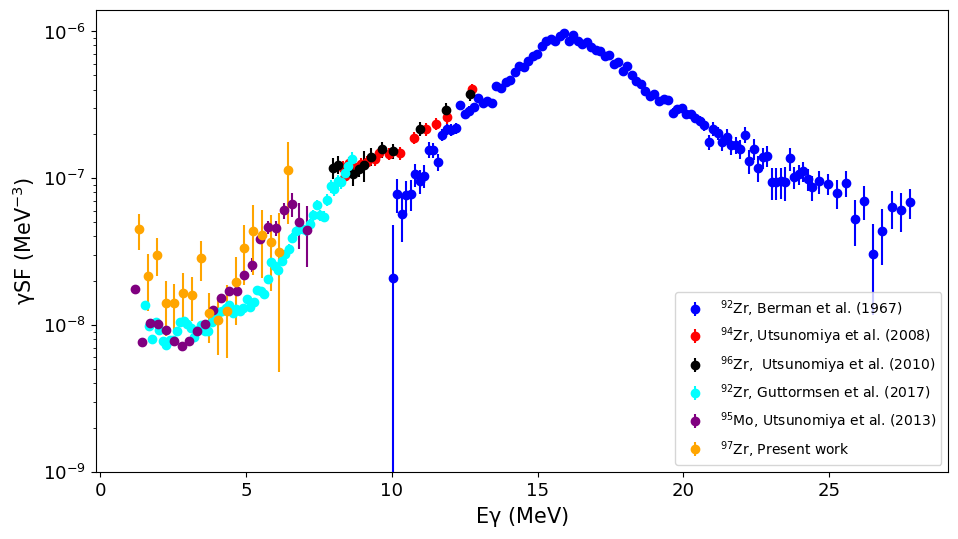 γSF (MeV⁻³)
10⁻⁶
10⁻⁷
10⁻⁸
10⁻⁹
⁹²Zr, Berman et al. (1967)
⁹⁴Zr, Utsunomiya et al. (2008)
⁹⁶Zr,  Utsunomiya et al. (2010)
⁹²Zr, Guttormsen et al. (2017)
⁹⁵Mo, Utsunomiya et al. (2013)
⁹⁷Zr, Present work
0 5 10 15 20 25
Eγ (MeV)